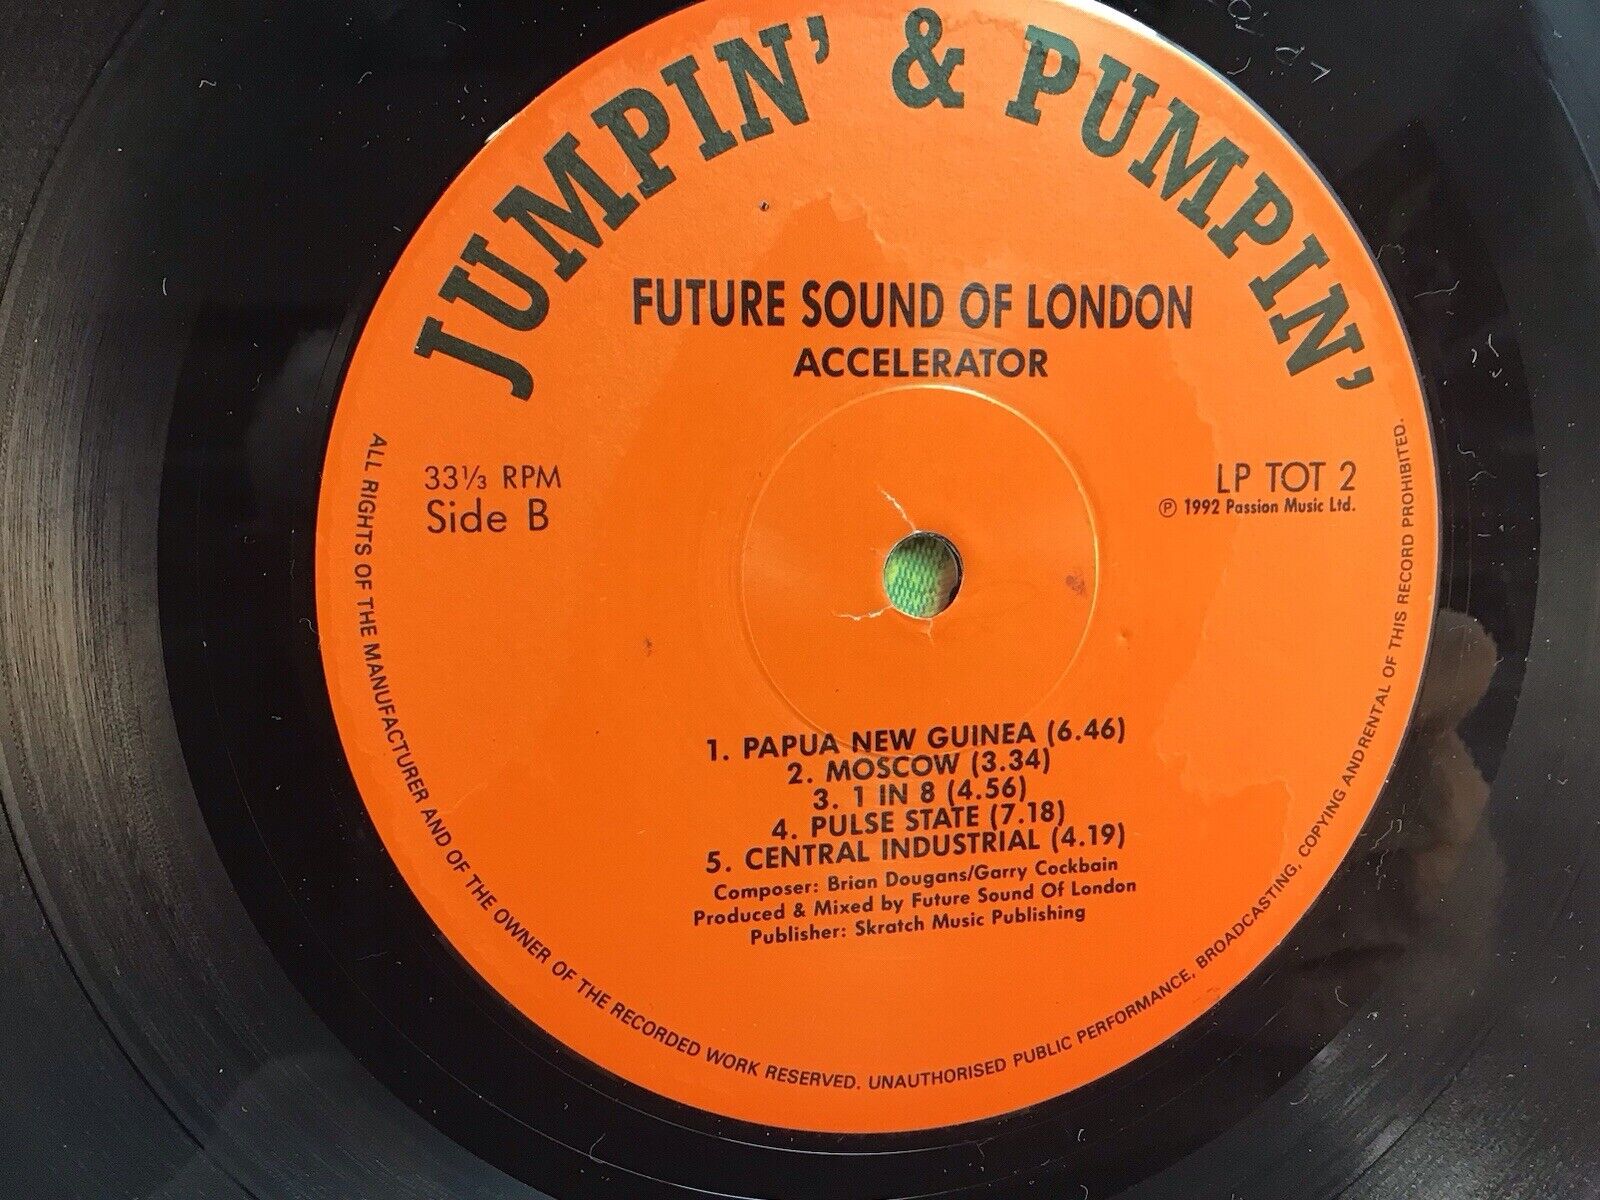 JUMPIN' & PUMPIN'
FUTURE SOUND OF LONDON
ACCELERATOR
33⅓ RPM
Side B
LP TOT 2
℗ 1992 Passion Music Ltd.
1. PAPUA NEW GUINEA (6.46)
2. MOSCOW (3.34)
3. 1 IN 8 (4.56)
4. PULSE STATE (7.18)
5. CENTRAL INDUSTRIAL (4.19)
Composer: Brian Dougans/Garry Cockbain
Produced & Mixed by Future Sound Of London
Publisher: Skratch Music Publishing
ALL RIGHTS OF THE MANUFACTURER AND OF THE OWNER OF THE RECORDED WORK RESERVED. UNAUTHORISED PUBLIC PERFORMANCE, BROADCASTING, COPYING AND RENTAL OF THIS RECORD PROHIBITED.